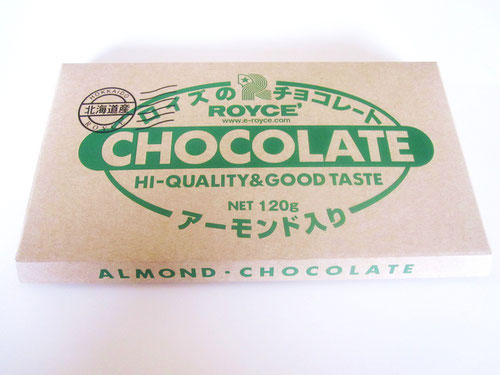 HOKKAIDO
北海道産
ロイズのチョコレート
R
ROYCE'
www.e-royce.com
CHOCOLATE
HI-QUALITY&GOOD TASTE
NET 120g
アーモンド入り
ALMOND-CHOCOLATE